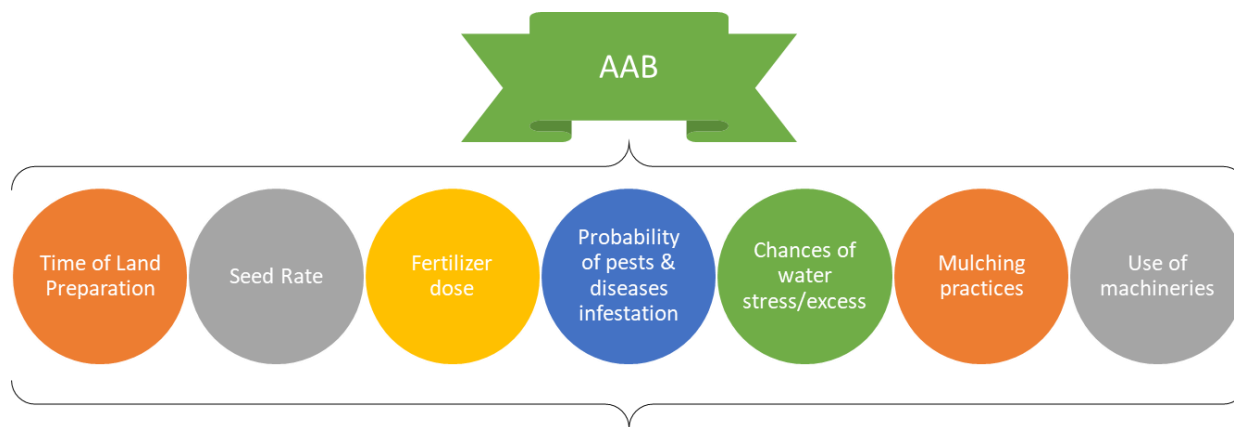 AAB
Time of Land
Preparation
Seed Rate
Fertilizer
dose
Probability
of pests &
diseases
infestation
Chances of
water
stress/excess
Mulching
practices
Use of
machineries